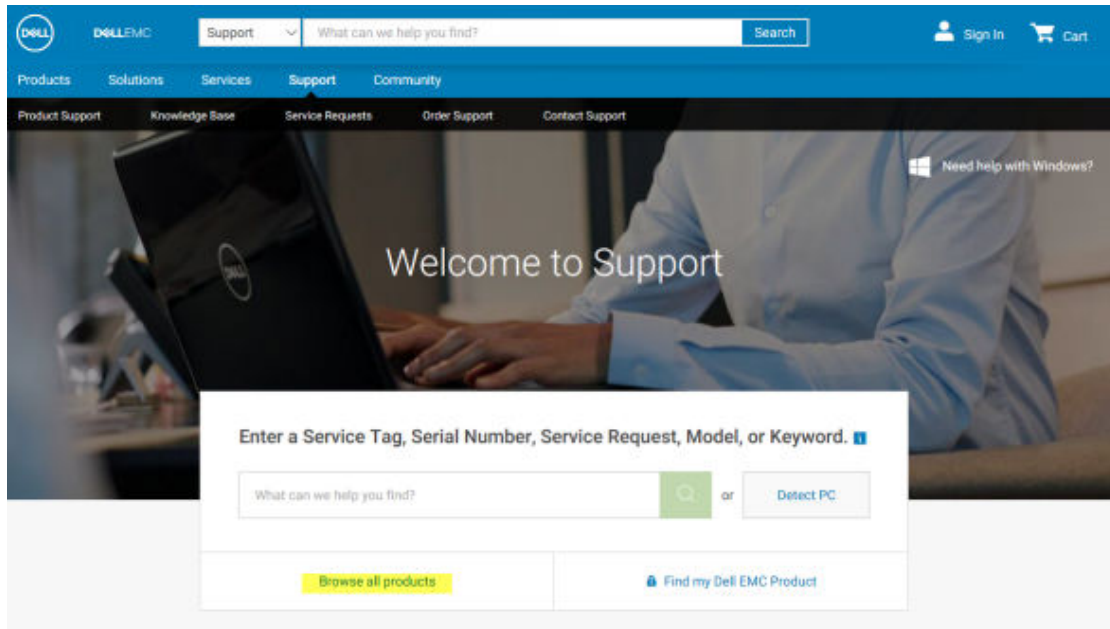 DELL
DELLEMC
Support
What can we help you find?
Search
Sign In
Cart
Products
Solutions
Services
Support
Community
Product Support
Knowledge Base
Service Requests
Order Support
Contact Support
Need help with Windows?
DELL
Welcome to Support
Enter a Service Tag, Serial Number, Service Request, Model, or Keyword.
What can we help you find?
or
Detect PC
Browse all products
Find my Dell EMC Product